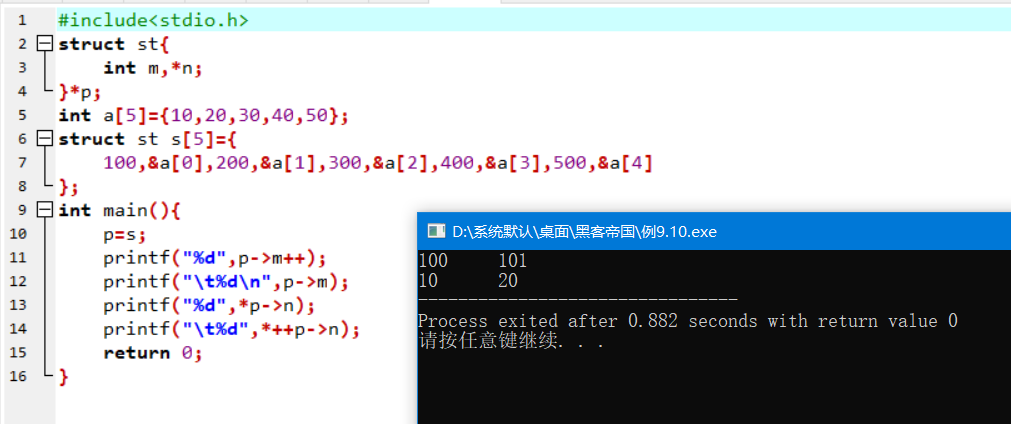 1 #include<stdio.h>
2 struct st{
3 int m,*n;
4 }*p;
5 int a[5]={10,20,30,40,50};
6 struct st s[5]={
7 100,&a[0],200,&a[1],300,&a[2],400,&a[3],500,&a[4]
8 };
9 int main(){
10 p=s;
11 printf("%d",p->m++);
12 printf("\t%d\n",p->m);
13 printf("%d",*p->n);
14 printf("\t%d",*++p->n);
15 return 0;
16 }
D:\系统默认\桌面\黑客帝国\例9.10.exe
100 101
10 20
--------------------------------
Process exited after 0.882 seconds with return value 0
请按任意键继续. . .